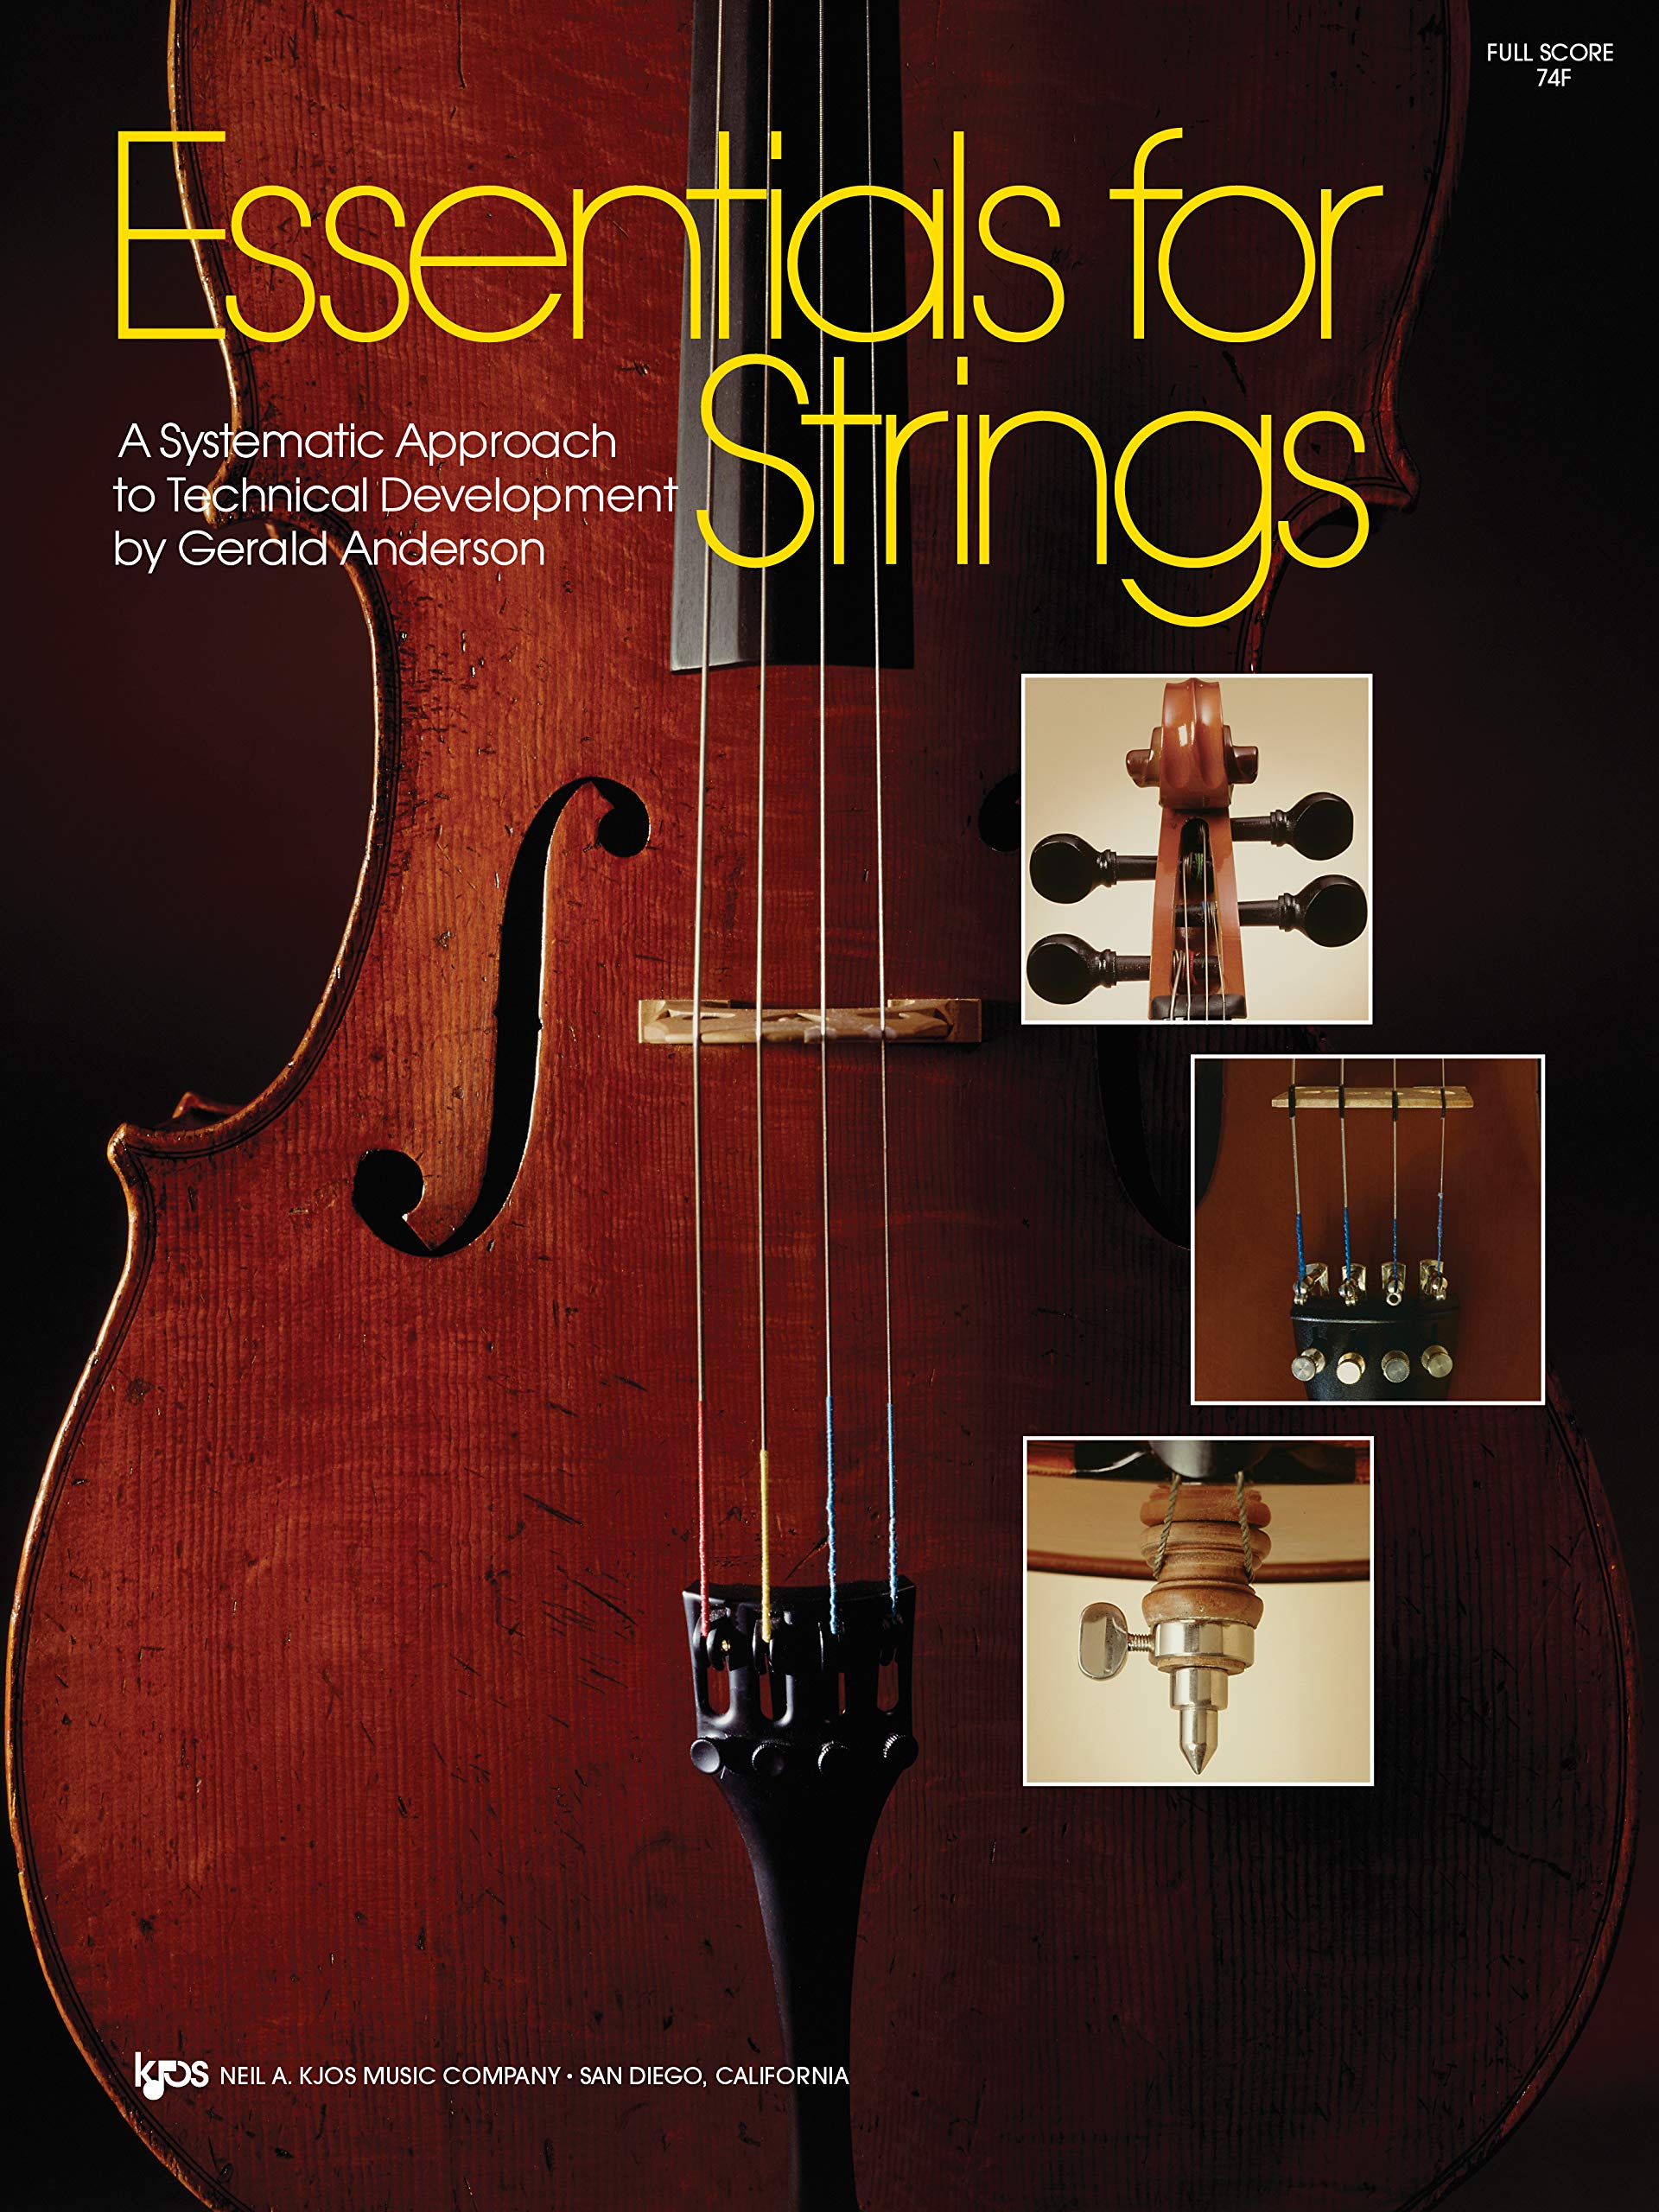 FULL SCORE
74F
Essentials for
Strings
A Systematic Approach
to Technical Development
by Gerald Anderson
kjos NEIL A. KJOS MUSIC COMPANY • SAN DIEGO, CALIFORNIA